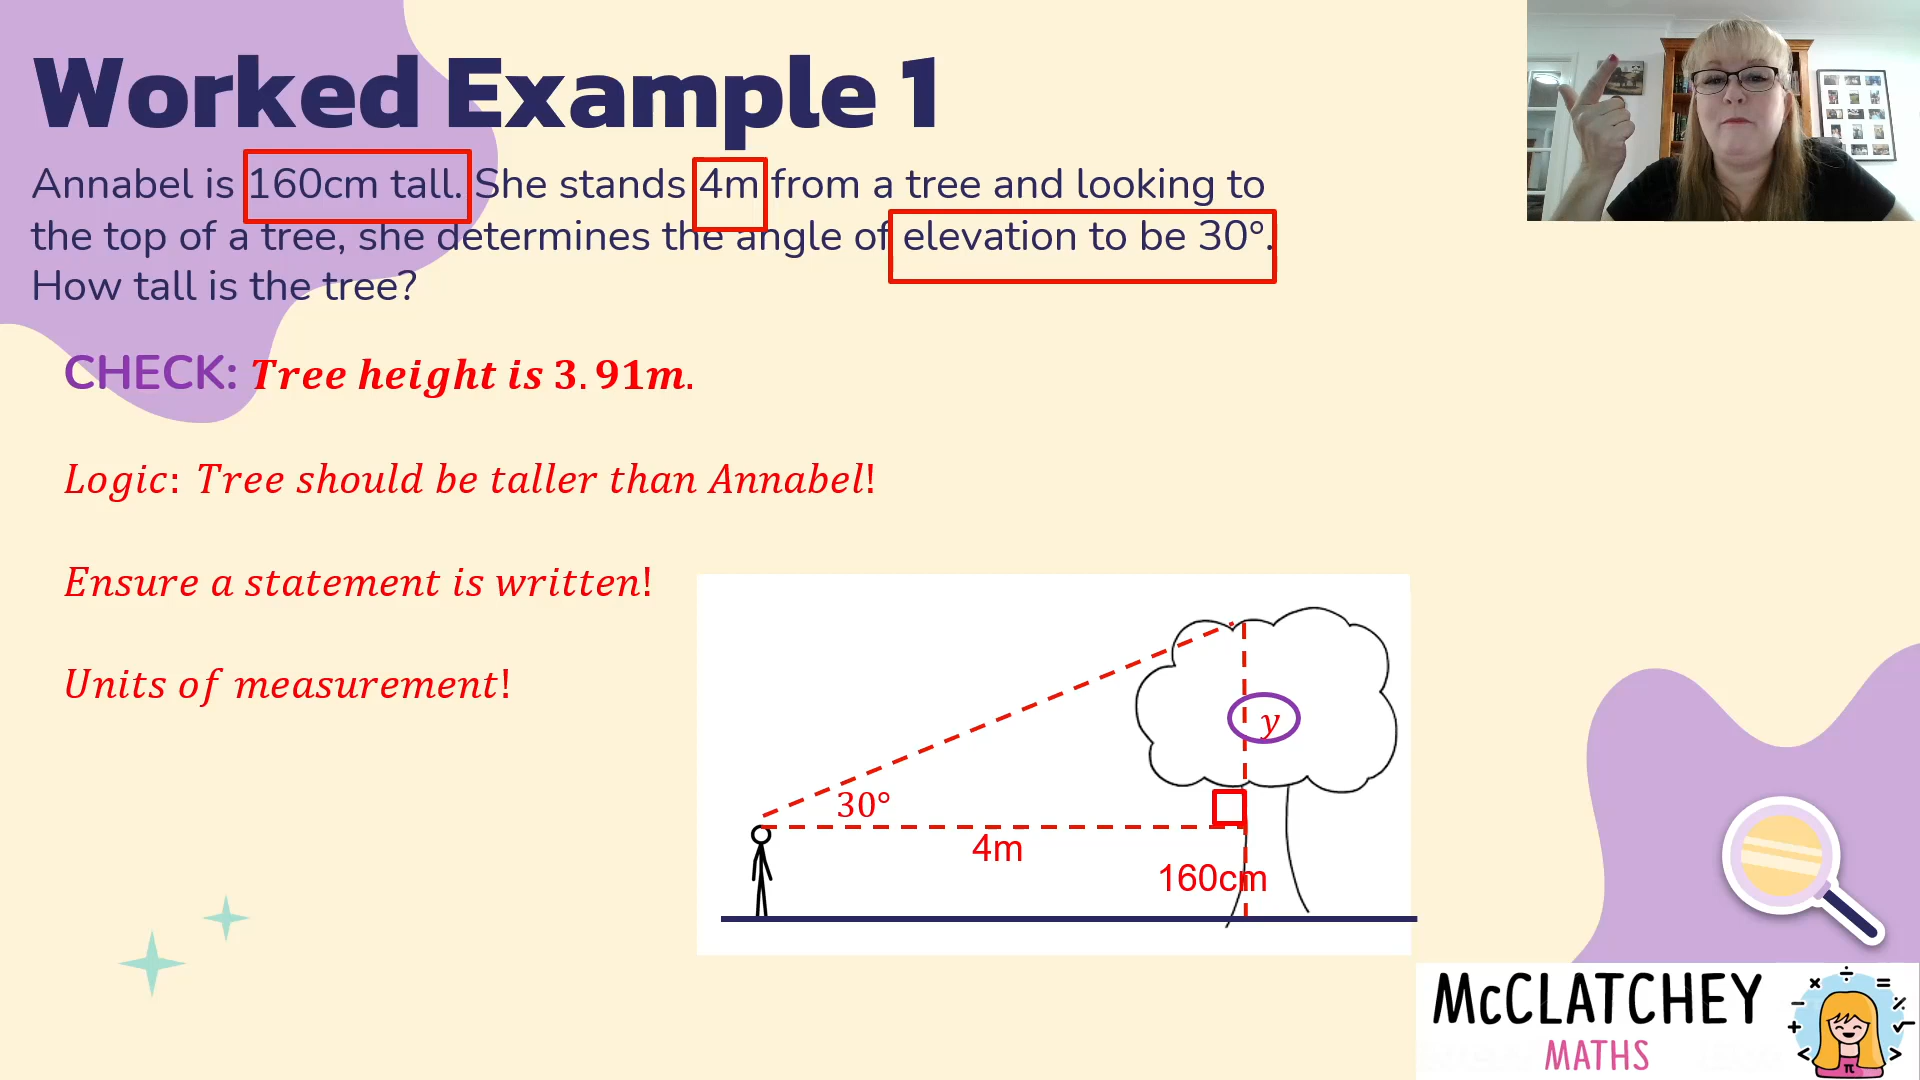 Worked Example 1
Annabel is 160cm tall. She stands 4m from a tree and looking to
the top of a tree, she determines the angle of elevation to be 30°.
How tall is the tree?
CHECK: Tree height is 3.91m.
Logic: Tree should be taller than Annabel!
Ensure a statement is written!
Units of measurement!
y
30°
4m
160cm
McCLATCHEY
MATHS
π